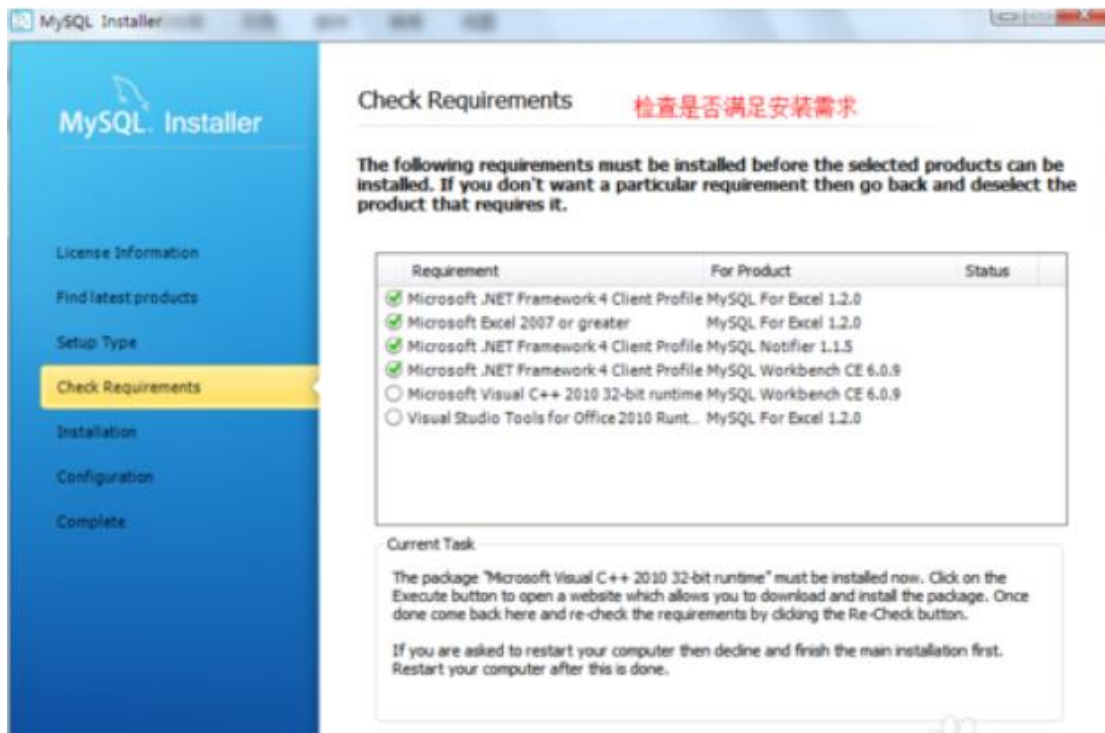 MySQL Installer
MySQL. Installer
License Information
Find latest products
Setup Type
Check Requirements
Installation
Configuration
Complete
Check Requirements 检查是否满足安装需求
The following requirements must be installed before the selected products can be
installed. If you don't want a particular requirement then go back and deselect the
product that requires it.
Requirement For Product Status
Microsoft .NET Framework 4 Client Profile MySQL For Excel 1.2.0
Microsoft Excel 2007 or greater MySQL For Excel 1.2.0
Microsoft .NET Framework 4 Client Profile MySQL Notifier 1.1.5
Microsoft .NET Framework 4 Client Profile MySQL Workbench CE 6.0.9
Microsoft Visual C++ 2010 32-bit runtime MySQL Workbench CE 6.0.9
Visual Studio Tools for Office 2010 Runt... MySQL For Excel 1.2.0
Current Task
The package "Microsoft Visual C++ 2010 32-bit runtime" must be installed now. Click on the
Execute button to open a website which allows you to download and install the package. Once
done come back here and re-check the requirements by clicking the Re-Check button.
If you are asked to restart your computer then decline and finish the main installation first.
Restart your computer after this is done.